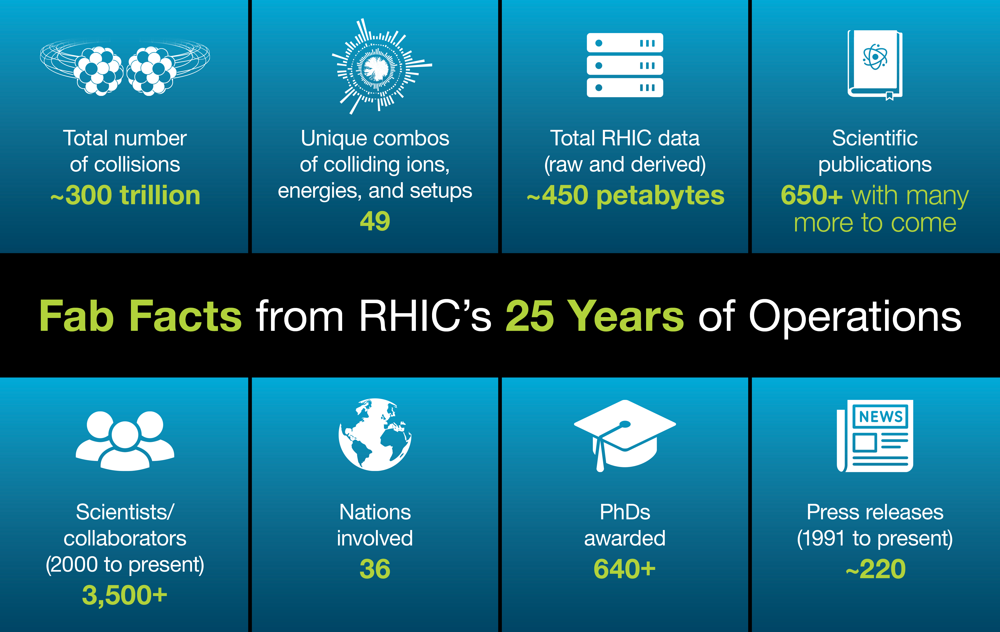 Total number
of collisions
~300 trillion
Unique combos
of colliding ions,
energies, and setups
49
Total RHIC data
(raw and derived)
~450 petabytes
Scientific
publications
650+ with many
more to come
Fab Facts from RHIC’s 25 Years of Operations
Scientists/
collaborators
(2000 to present)
3,500+
Nations
involved
36
PhDs
awarded
640+
NEWS
Press releases
(1991 to present)
~220